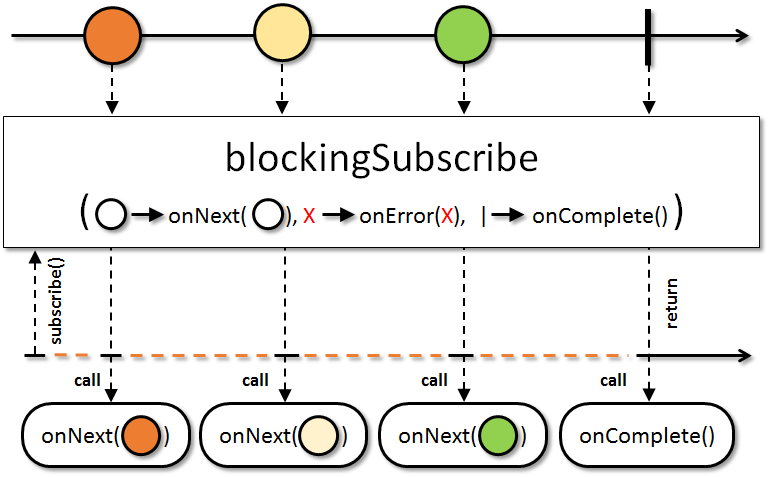 blockingSubscribe
( → onNext( ), X → onError(X), | → onComplete() )
subscribe()
return
call call call call
onNext( ) onNext( ) onNext( ) onComplete()